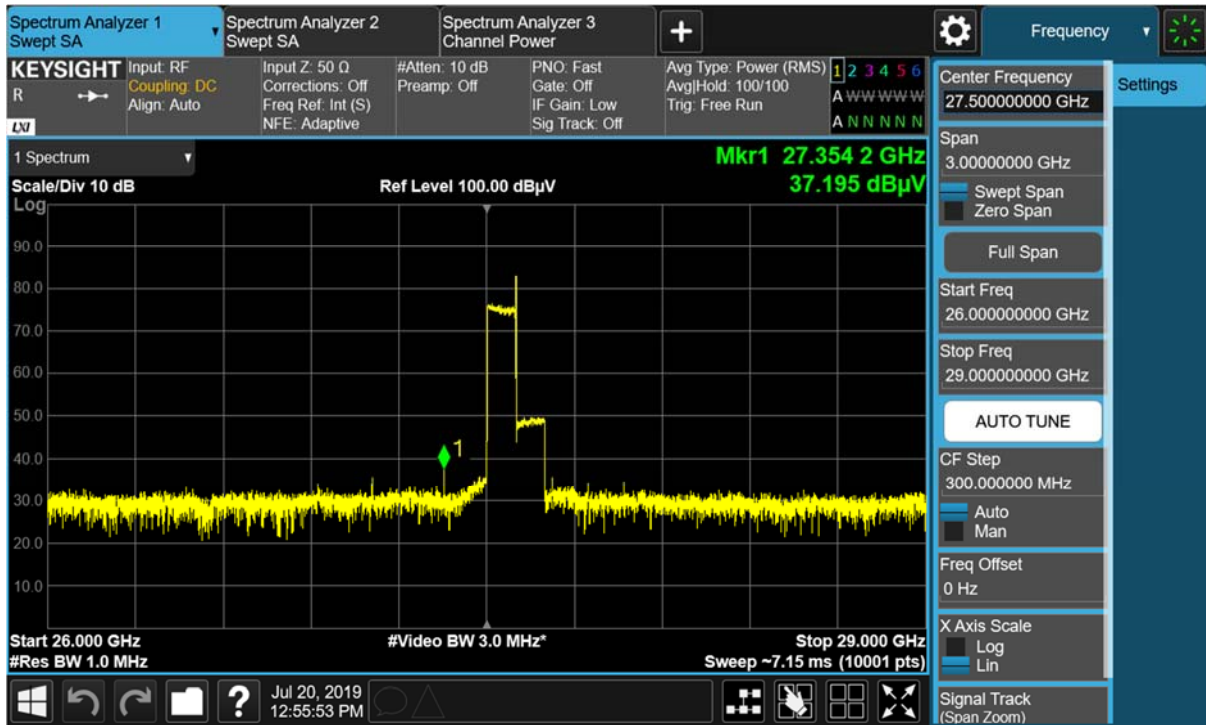 Spectrum Analyzer 1
Swept SA
Spectrum Analyzer 2
Swept SA
Spectrum Analyzer 3
Channel Power
Frequency
KEYSIGHT
R
LXI
Input: RF
Coupling: DC
Align: Auto
Input Z: 50 Ω
Corrections: Off
Freq Ref: Int (S)
NFE: Adaptive
#Atten: 10 dB
Preamp: Off
PNO: Fast
Gate: Off
IF Gain: Low
Sig Track: Off
Avg Type: Power (RMS)
Avg|Hold: 100/100
Trig: Free Run
1 2 3 4 5 6
A W W W W W
A N N N N N
1 Spectrum
Scale/Div 10 dB
Ref Level 100.00 dBµV
Mkr1 27.354 2 GHz
37.195 dBµV
Log
90.0
80.0
70.0
60.0
50.0
40.0
30.0
20.0
10.0
1
Start 26.000 GHz
#Video BW 3.0 MHz*
Stop 29.000 GHz
#Res BW 1.0 MHz
Sweep ~7.15 ms (10001 pts)
?
Jul 20, 2019
12:55:53 PM
Center Frequency
27.500000000 GHz
Settings
Span
3.00000000 GHz
Swept Span
Zero Span
Full Span
Start Freq
26.000000000 GHz
Stop Freq
29.000000000 GHz
AUTO TUNE
CF Step
300.000000 MHz
Auto
Man
Freq Offset
0 Hz
X Axis Scale
Log
Lin
Signal Track
(Span Zoom)